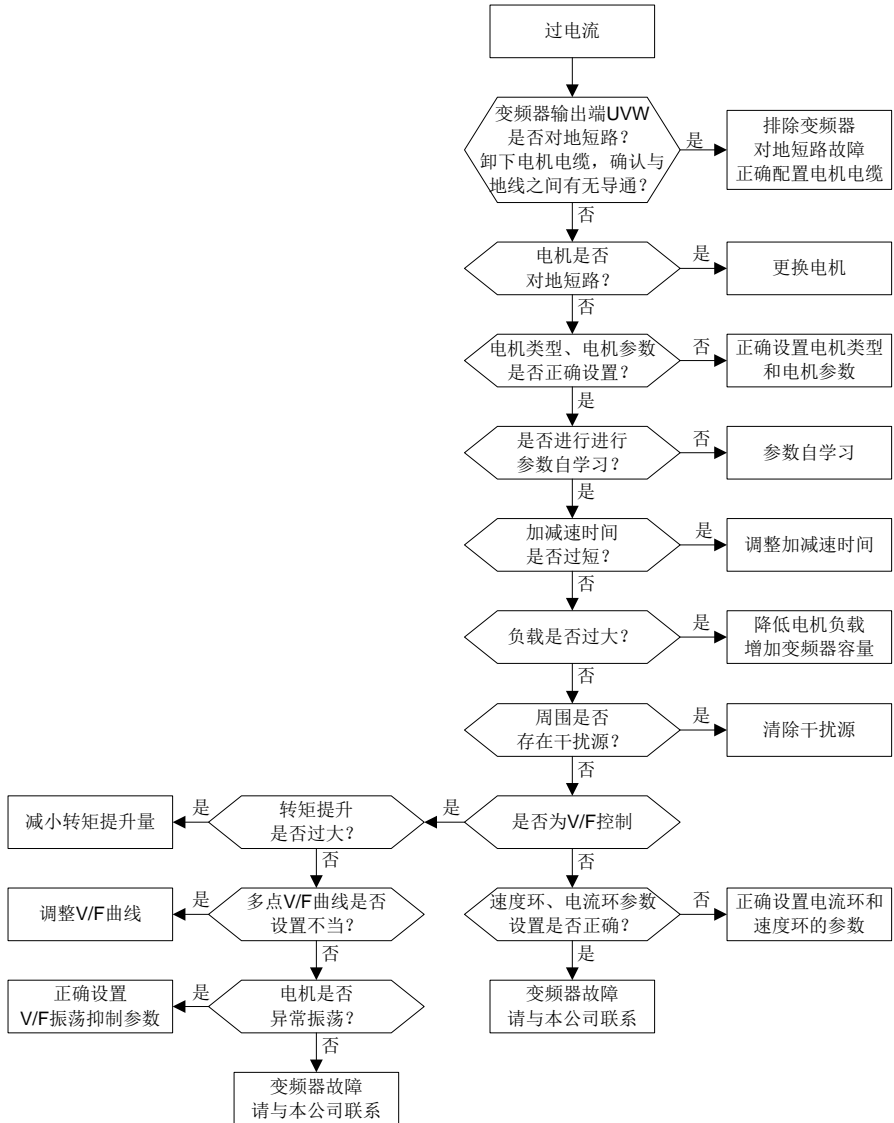 过电流
变频器输出端UVW
是否对地短路？
卸下电机电缆，确认与
地线之间有无导通？
是
排除变频器
对地短路故障
正确配置电机电缆
否
电机是否
对地短路？
是
更换电机
否
电机类型、电机参数
是否正确设置？
否
正确设置电机类型
和电机参数
是
是否进行进行
参数自学习？
否
参数自学习
是
加减速时间
是否过短？
是
调整加减速时间
否
负载是否过大？
是
降低电机负载
增加变频器容量
否
周围是否
存在干扰源？
是
清除干扰源
否
是否为V/F控制
是
转矩提升
是否过大？
是
减小转矩提升量
否
多点V/F曲线是否
设置不当？
是
调整V/F曲线
否
电机是否
异常振荡？
是
正确设置
V/F振荡抑制参数
否
变频器故障
请与本公司联系
否
速度环、电流环参数
设置是否正确？
否
正确设置电流环和
速度环的参数
是
变频器故障
请与本公司联系